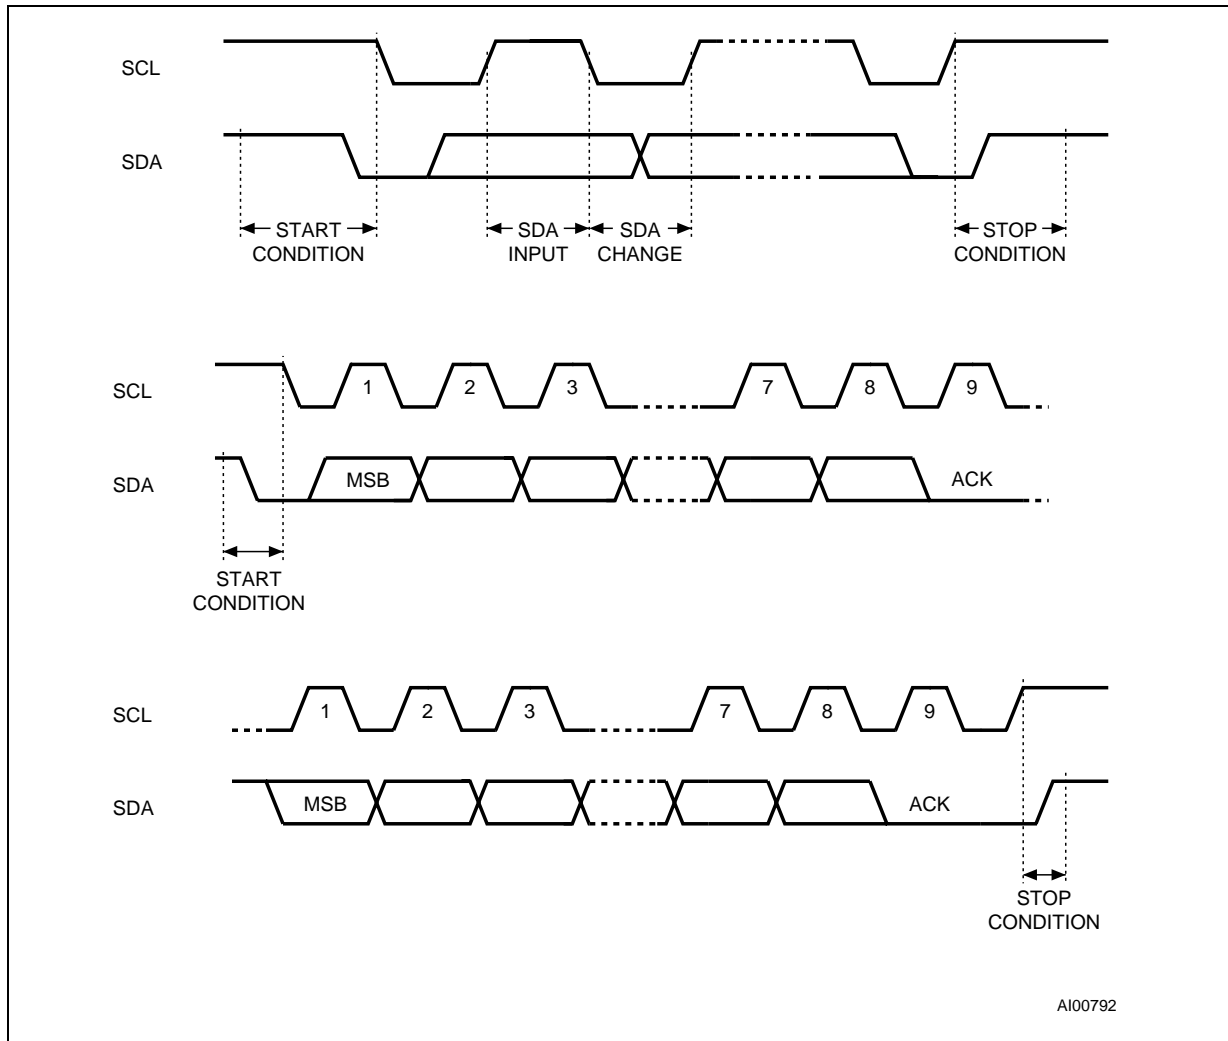 SCL
SDA
START CONDITION
SDA INPUT
SDA CHANGE
STOP CONDITION
SCL
1 2 3 7 8 9
SDA
MSB ACK
START CONDITION
SCL
1 2 3 7 8 9
SDA
MSB ACK
STOP CONDITION
AI00792